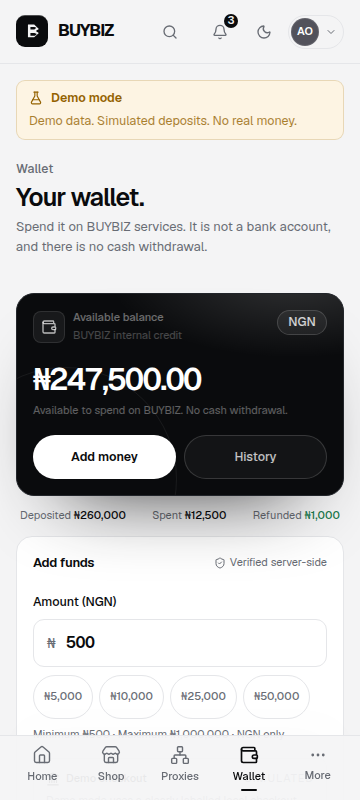 BUYBIZ
3
AO
Demo mode
Demo data. Simulated deposits. No real money.
Wallet
Your wallet.
Spend it on BUYBIZ services. It is not a bank account,
and there is no cash withdrawal.
Available balance
BUYBIZ internal credit
NGN
₦247,500.00
Available to spend on BUYBIZ. No cash withdrawal.
Add money
History
Deposited ₦260,000 Spent ₦12,500 Refunded ₦1,000
Add funds
Verified server-side
Amount (NGN)
₦ 500
₦5,000 ₦10,000 ₦25,000 ₦50,000
Minimum ₦500 · Maximum ₦1,000,000 · NGN only
Home Shop Proxies Wallet More